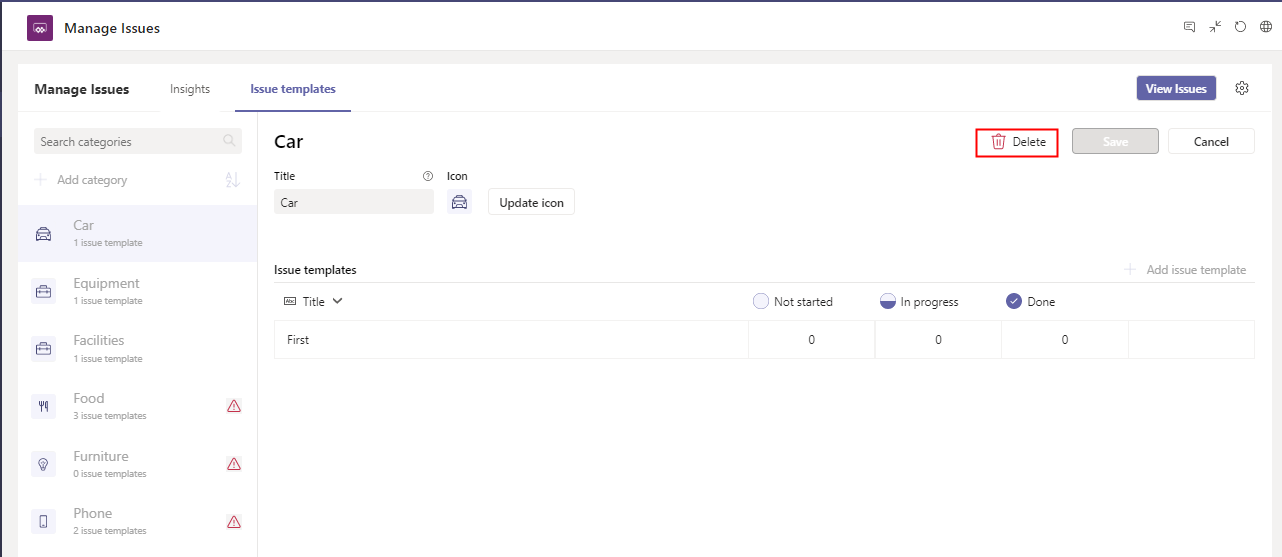 Manage Issues
Manage Issues
Insights
Issue templates
View Issues
Search categories
Add category
Car
1 issue template
Equipment
1 issue template
Facilities
1 issue template
Food
3 issue templates
Furniture
0 issue templates
Phone
2 issue templates
Car
Delete
Save
Cancel
Title
Icon
Car
Update icon
Issue templates
Add issue template
Abc Title
Not started
In progress
Done
First
0
0
0